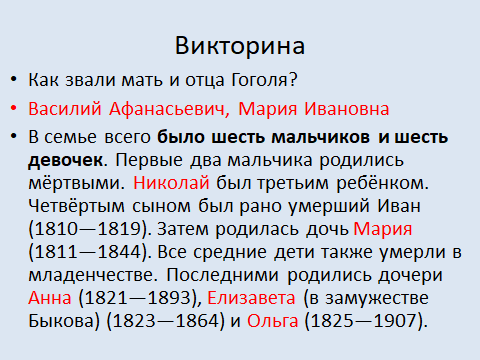 Викторина
• Как звали мать и отца Гоголя?
• Василий Афанасьевич, Мария Ивановна
• В семье всего было шесть мальчиков и шесть
девочек. Первые два мальчика родились
мёртвыми. Николай был третьим ребёнком.
Четвёртым сыном был рано умерший Иван
(1810—1819). Затем родилась дочь Мария
(1811—1844). Все средние дети также умерли в
младенчестве. Последними родились дочери
Анна (1821—1893), Елизавета (в замужестве
Быкова) (1823—1864) и Ольга (1825—1907).